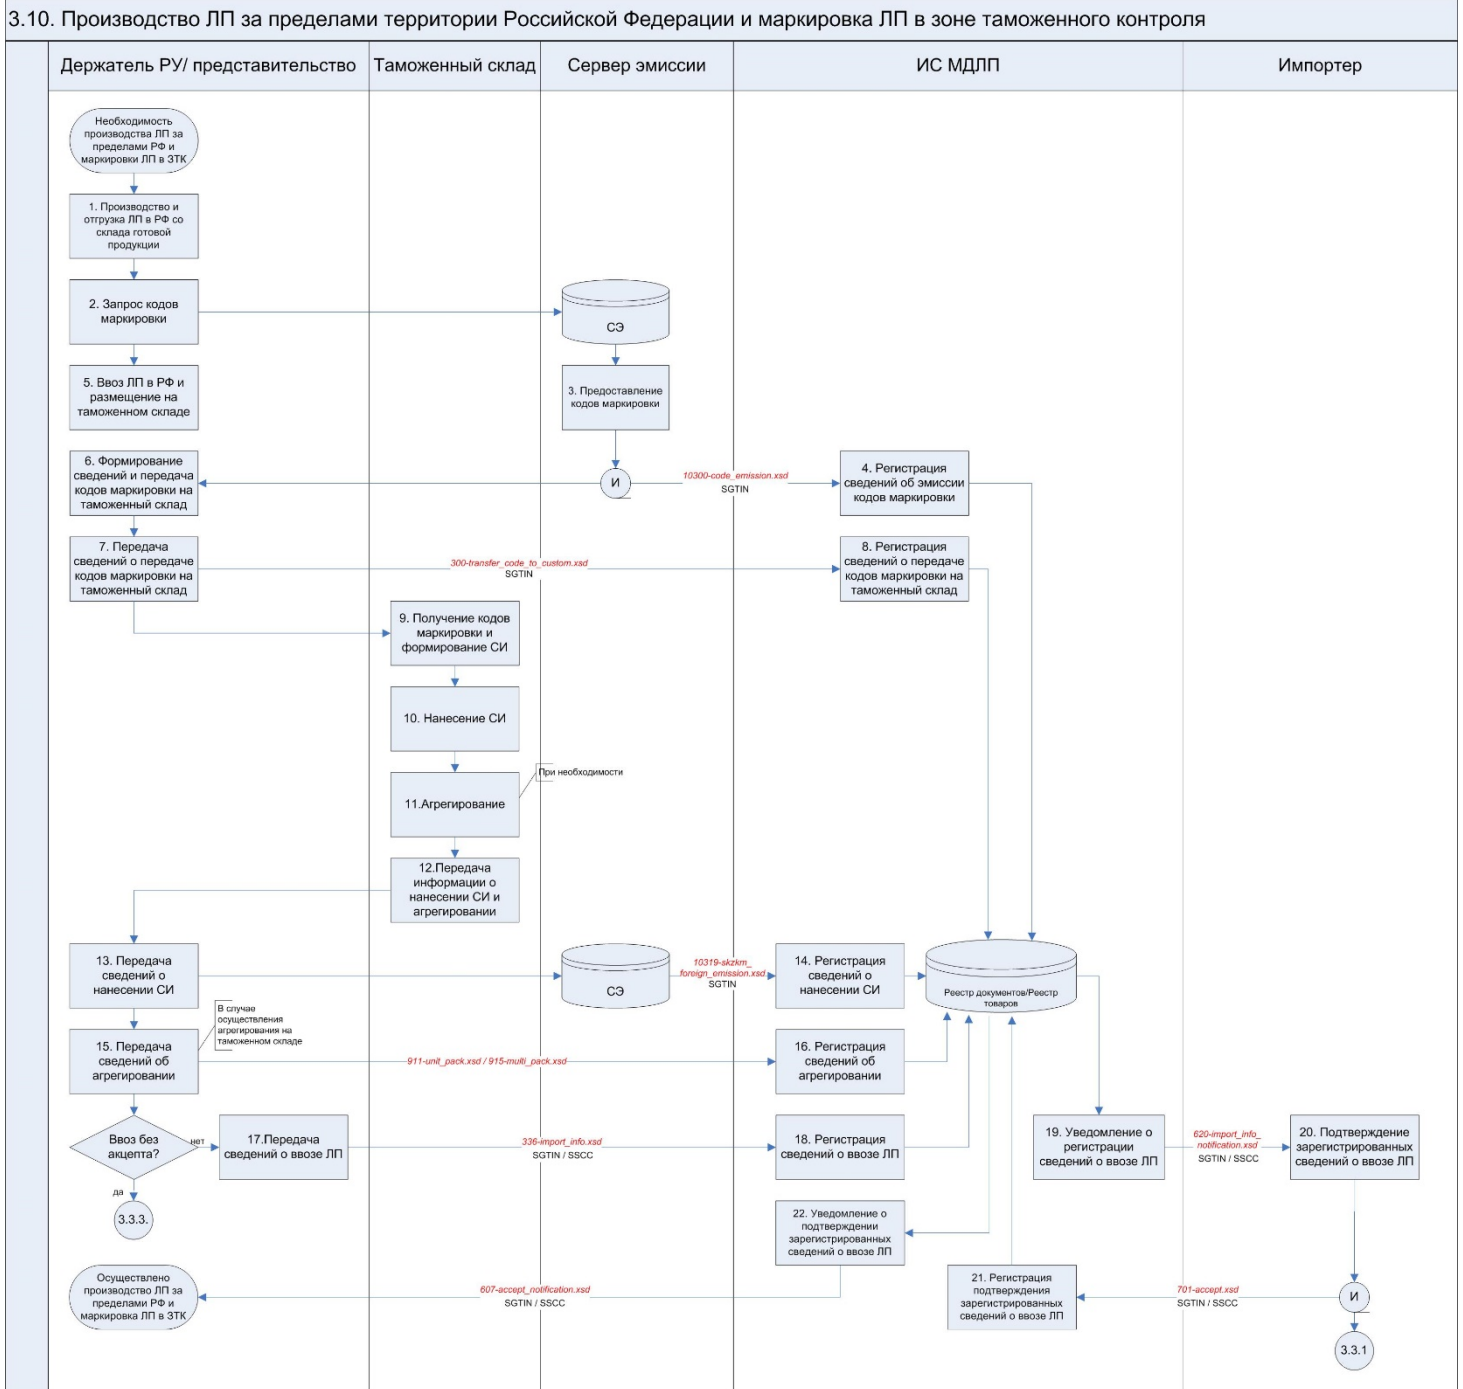 3.10. Производство ЛП за пределами территории Российской Федерации и маркировка ЛП в зоне таможенного контроля
Держатель РУ/ представительство
Таможенный склад
Сервер эмиссии
ИС МДЛП
Импортер
Необходимость
производства ЛП за
пределами РФ и
маркировки ЛП в ЗТК
1. Производство и
отгрузка ЛП в РФ со
склада готовой
продукции
2. Запрос кодов
маркировки
СЭ
5. Ввоз ЛП в РФ и
размещение на
таможенном складе
3. Предоставление
кодов маркировки
6. Формирование
сведений и передача
кодов маркировки на
таможенный склад
И
10300-code_emission.xsd
SGTIN
4. Регистрация
сведений об эмиссии
кодов маркировки
7. Передача
сведений о передаче
кодов маркировки на
таможенный склад
300-transfer_code_to_custom.xsd
SGTIN
8. Регистрация
сведений о передаче
кодов маркировки на
таможенный склад
9. Получение кодов
маркировки и
формирование СИ
10. Нанесение СИ
При необходимости
11.Агрегирование
12.Передача
информации о
нанесении СИ и
агрегировании
13. Передача
сведений о
нанесении СИ
СЭ
10319-skzkm_
foreign_emission.xsd
SGTIN
14. Регистрация
сведений о
нанесении СИ
Реестр документов/Реестр
товаров
В случае
осуществления
агрегирования на
таможенном складе
15. Передача
сведений об
агрегировании
911-unit_pack.xsd / 915-multi_pack.xsd
16. Регистрация
сведений об
агрегировании
Ввоз без
акцепта?
нет
да
17.Передача
сведений о ввозе ЛП
336-import_info.xsd
SGTIN / SSCC
18. Регистрация
сведений о ввозе ЛП
19. Уведомление о
регистрации
сведений о ввозе ЛП
620-import_info_
notification.xsd
SGTIN / SSCC
20. Подтверждение
зарегистрированных
сведений о ввозе ЛП
3.3.3.
22. Уведомление о
подтверждении
зарегистрированных
сведений о ввозе ЛП
Осуществлено
производство ЛП за
пределами РФ и
маркировка ЛП в ЗТК
607-accept_notification.xsd
SGTIN / SSCC
21. Регистрация
подтверждения
зарегистрированных
сведений о ввозе ЛП
701-accept.xsd
SGTIN / SSCC
И
3.3.1